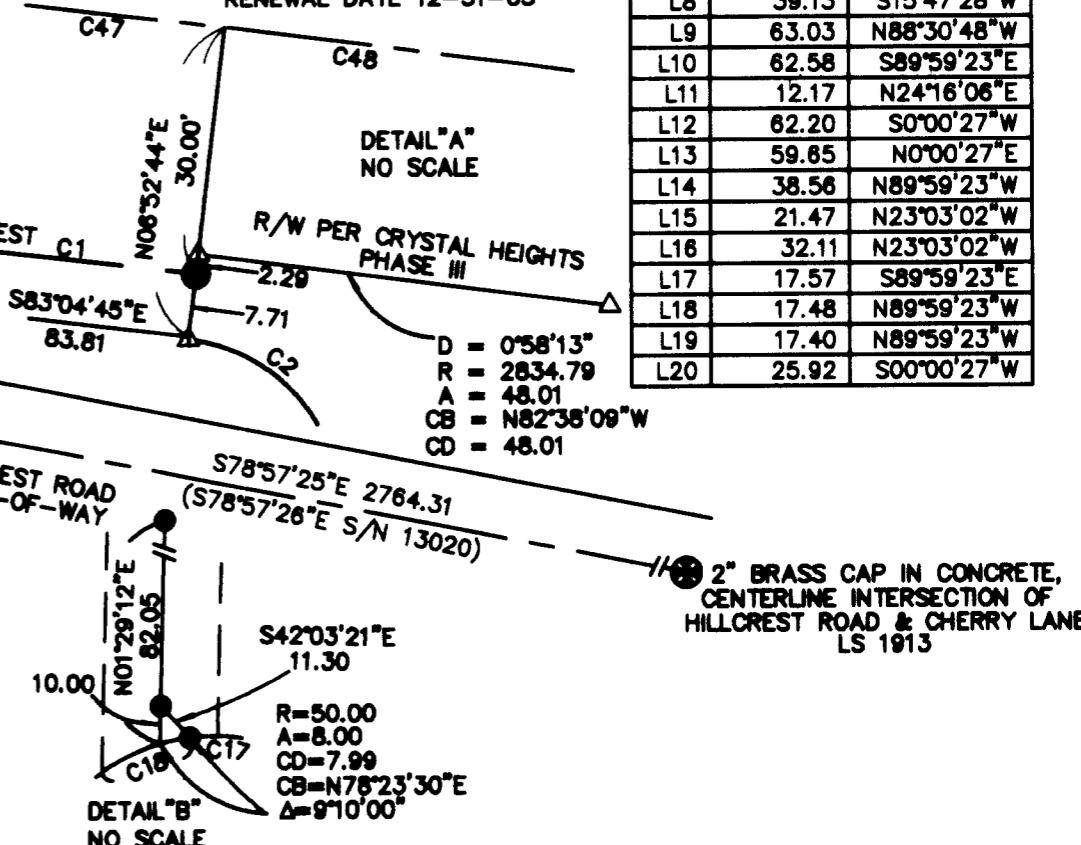 RENEWAL DATE 12-31-03
C47
C48
N06°52'44"E
30.00'
DETAIL"A"
NO SCALE
R/W PER CRYSTAL HEIGHTS
PHASE III
EST C1
2.29
S83°04'45"E
83.81
7.71
C2
D = 0°58'13"
R = 2834.79
A = 48.01
CB = N82°38'09"W
CD = 48.01
L8 39.13 S15°47'28"W
L9 63.03 N88°30'48"W
L10 62.58 S89°59'23"E
L11 12.17 N24°16'06"E
L12 62.20 S0°00'27"W
L13 59.65 N0°00'27"E
L14 38.56 N89°59'23"W
L15 21.47 N23°03'02"W
L16 32.11 N23°03'02"W
L17 17.57 S89°59'23"E
L18 17.48 N89°59'23"W
L19 17.40 N89°59'23"W
L20 25.92 S00°00'27"W
S78°57'25"E 2764.31
(S78°57'26"E S/N 13020)
EST ROAD
-OF-WAY
2" BRASS CAP IN CONCRETE,
CENTERLINE INTERSECTION OF
HILLCREST ROAD & CHERRY LANE
LS 1913
N01°29'12"E
82.05
S42°03'21"E
11.30
10.00
R=50.00
A=8.00
CD=7.99
CB=N78°23'30"E
Δ=9°10'00"
C17
C18
DETAIL"B"
NO SCALE